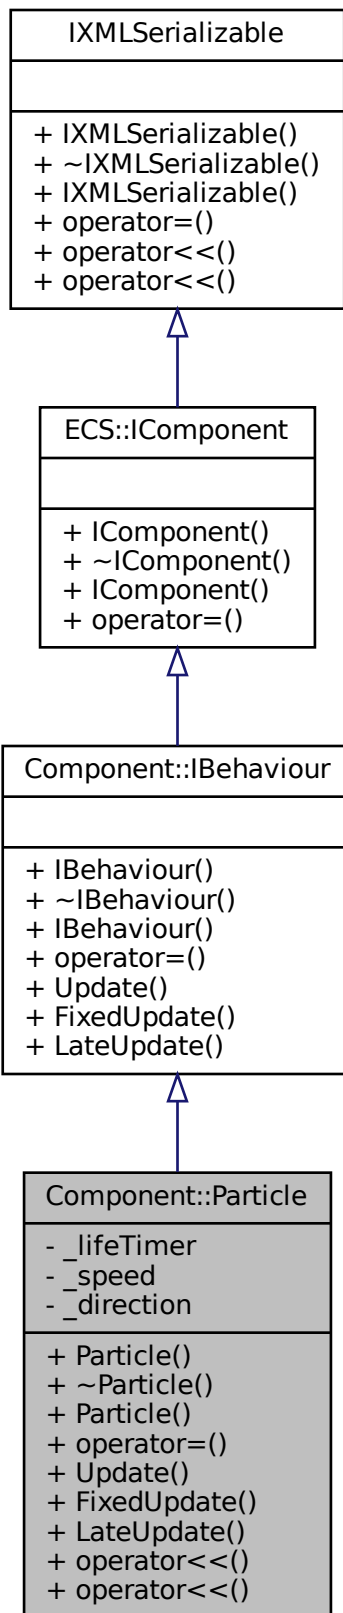 IXMLSerializable
+ IXMLSerializable()
+ ~IXMLSerializable()
+ IXMLSerializable()
+ operator=()
+ operator<<()
+ operator<<()
ECS::IComponent
+ IComponent()
+ ~IComponent()
+ IComponent()
+ operator=()
Component::IBehaviour
+ IBehaviour()
+ ~IBehaviour()
+ IBehaviour()
+ operator=()
+ Update()
+ FixedUpdate()
+ LateUpdate()
Component::Particle
- _lifeTimer
- _speed
- _direction
+ Particle()
+ ~Particle()
+ Particle()
+ operator=()
+ Update()
+ FixedUpdate()
+ LateUpdate()
+ operator<<()
+ operator<<()